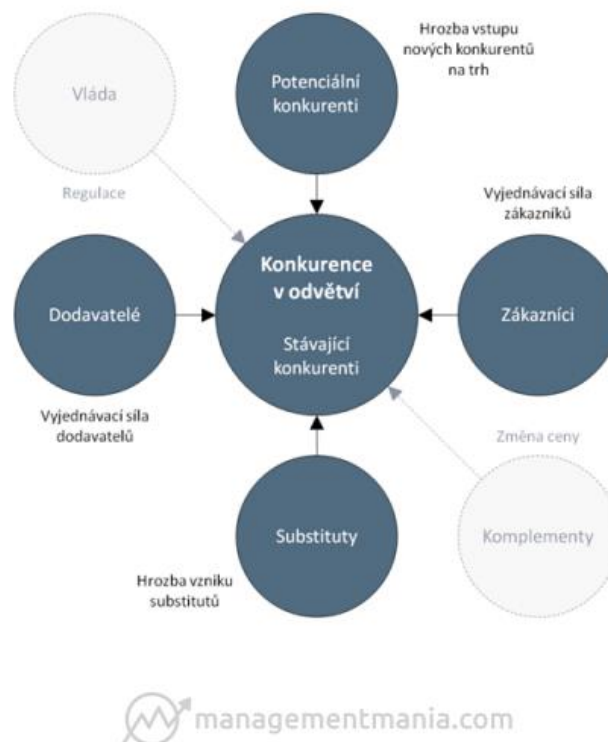 Hrozba vstupu
nových konkurentů
na trh
Potenciální
konkurenti
Vláda
Regulace
Vyjednávací síla
zákazníků
Konkurence
v odvětví
Stávající
konkurenti
Dodavatelé
Zákazníci
Vyjednávací síla
dodavatelů
Změna ceny
Substituty
Komplementy
Hrozba vzniku
substitutů
managementmania.com